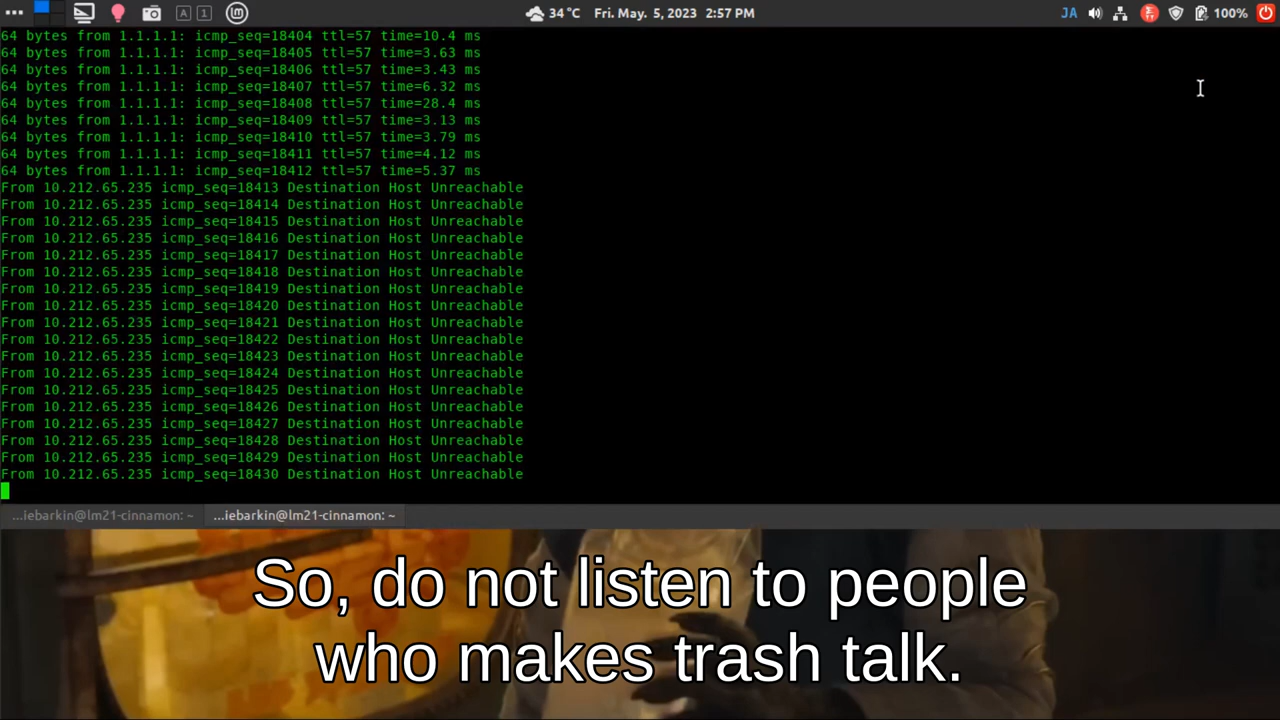 A 1 34 °C Fri. May. 5, 2023 2:57 PM JA 100%
64 bytes from 1.1.1.1: icmp_seq=18404 ttl=57 time=10.4 ms
64 bytes from 1.1.1.1: icmp_seq=18405 ttl=57 time=3.63 ms
64 bytes from 1.1.1.1: icmp_seq=18406 ttl=57 time=3.43 ms
64 bytes from 1.1.1.1: icmp_seq=18407 ttl=57 time=6.32 ms
64 bytes from 1.1.1.1: icmp_seq=18408 ttl=57 time=28.4 ms
64 bytes from 1.1.1.1: icmp_seq=18409 ttl=57 time=3.13 ms
64 bytes from 1.1.1.1: icmp_seq=18410 ttl=57 time=3.79 ms
64 bytes from 1.1.1.1: icmp_seq=18411 ttl=57 time=4.12 ms
64 bytes from 1.1.1.1: icmp_seq=18412 ttl=57 time=5.37 ms
From 10.212.65.235 icmp_seq=18413 Destination Host Unreachable
From 10.212.65.235 icmp_seq=18414 Destination Host Unreachable
From 10.212.65.235 icmp_seq=18415 Destination Host Unreachable
From 10.212.65.235 icmp_seq=18416 Destination Host Unreachable
From 10.212.65.235 icmp_seq=18417 Destination Host Unreachable
From 10.212.65.235 icmp_seq=18418 Destination Host Unreachable
From 10.212.65.235 icmp_seq=18419 Destination Host Unreachable
From 10.212.65.235 icmp_seq=18420 Destination Host Unreachable
From 10.212.65.235 icmp_seq=18421 Destination Host Unreachable
From 10.212.65.235 icmp_seq=18422 Destination Host Unreachable
From 10.212.65.235 icmp_seq=18423 Destination Host Unreachable
From 10.212.65.235 icmp_seq=18424 Destination Host Unreachable
From 10.212.65.235 icmp_seq=18425 Destination Host Unreachable
From 10.212.65.235 icmp_seq=18426 Destination Host Unreachable
From 10.212.65.235 icmp_seq=18427 Destination Host Unreachable
From 10.212.65.235 icmp_seq=18428 Destination Host Unreachable
From 10.212.65.235 icmp_seq=18429 Destination Host Unreachable
From 10.212.65.235 icmp_seq=18430 Destination Host Unreachable
...iebarkin@lm21-cinnamon: ~ ...iebarkin@lm21-cinnamon: ~
So, do not listen to people
who makes trash talk.